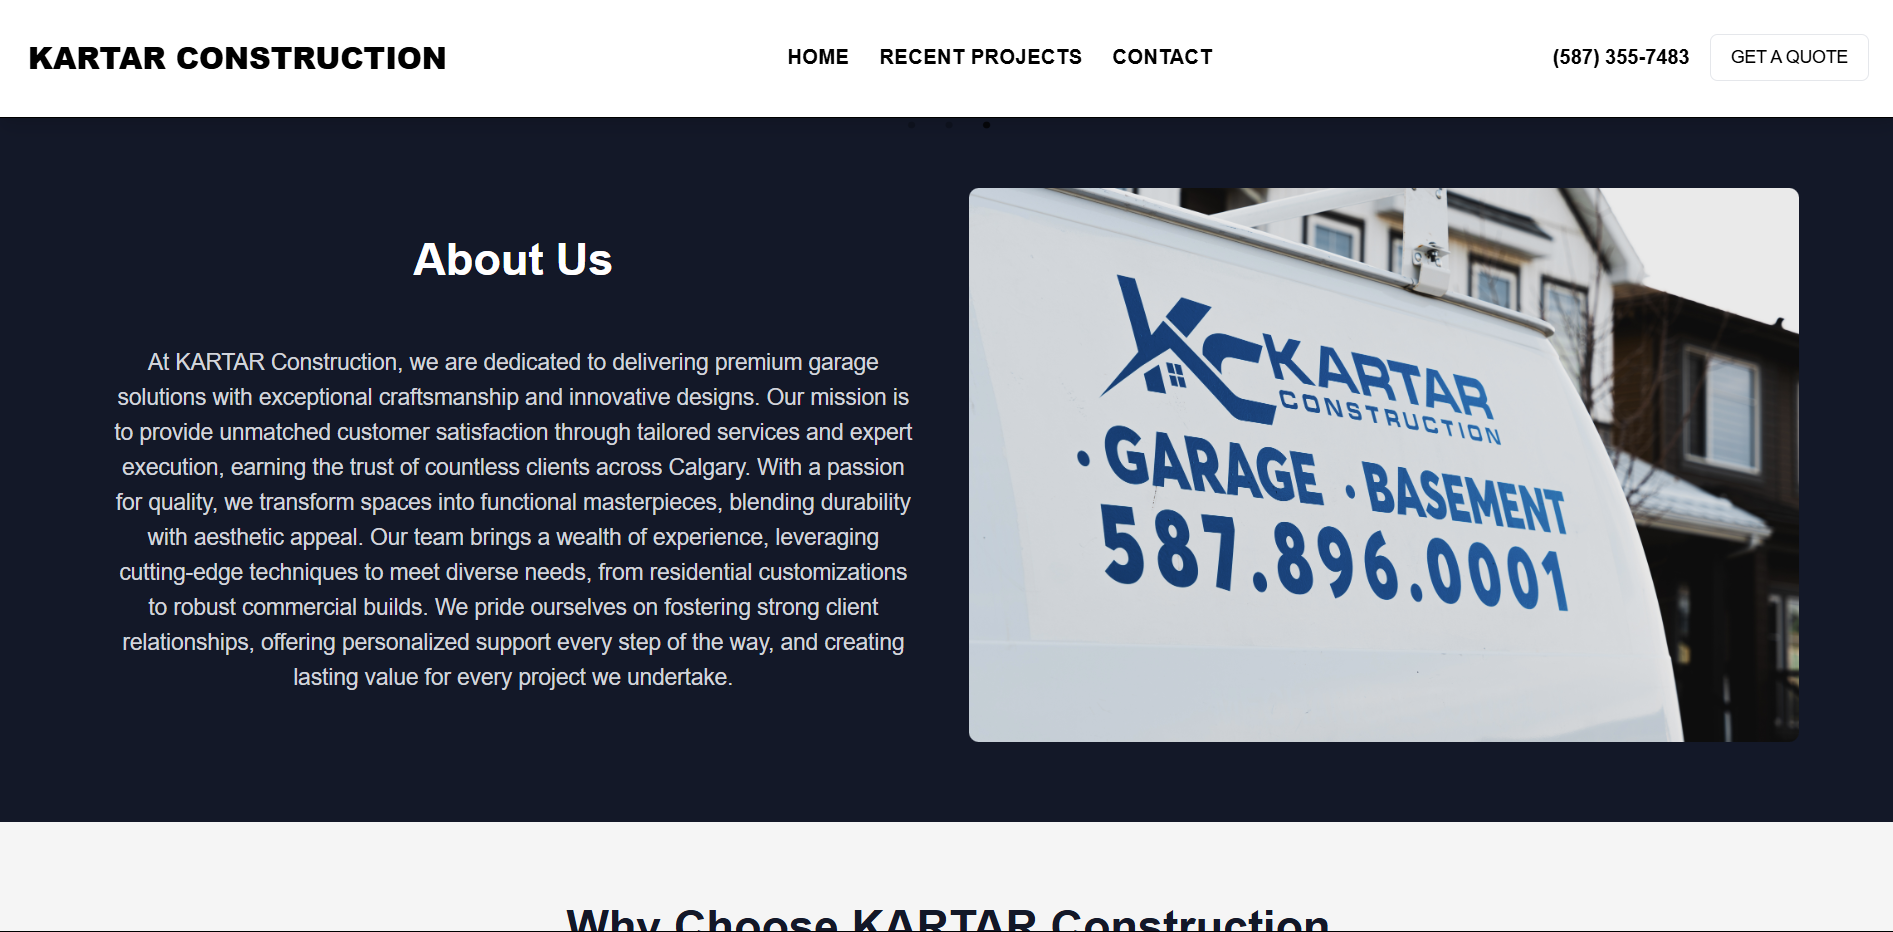 KARTAR CONSTRUCTION
HOME RECENT PROJECTS CONTACT
(587) 355-7483 GET A QUOTE
About Us
At KARTAR Construction, we are dedicated to delivering premium garage
solutions with exceptional craftsmanship and innovative designs. Our mission is
to provide unmatched customer satisfaction through tailored services and expert
execution, earning the trust of countless clients across Calgary. With a passion
for quality, we transform spaces into functional masterpieces, blending durability
with aesthetic appeal. Our team brings a wealth of experience, leveraging
cutting-edge techniques to meet diverse needs, from residential customizations
to robust commercial builds. We pride ourselves on fostering strong client
relationships, offering personalized support every step of the way, and creating
lasting value for every project we undertake.
KC KARTAR
CONSTRUCTION
· GARAGE · BASEMENT
587.896.0001
Why Choose KARTAR Construction